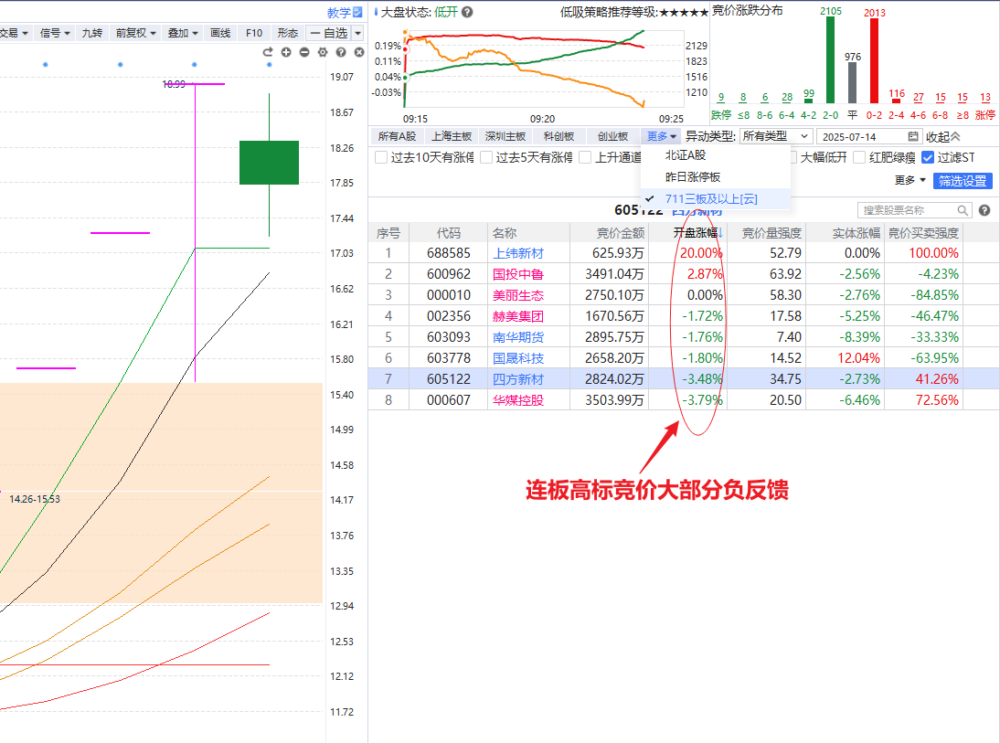 教学
交易 信号 九转 前复权 叠加 画线 F10 形态 一 自选
18.99
14.26-15.53
19.07
18.67
18.26
17.85
17.44
17.03
16.62
16.21
15.80
15.40
14.99
14.58
14.17
13.76
13.35
12.94
12.53
12.12
11.72
大盘状态: 低开
低吸策略推荐等级:★★★★★
0.19%
0.11%
0.04%
-0.03%
2129
1823
1516
1210
09:15 09:20 09:25
竞价涨跌分布
9 8 6 28 99 2105 976 2013 116 27 15 15 13
跌停 ≤8 8-6 6-4 4-2 2-0 平 0-2 2-4 4-6 6-8 ≥8 涨停
所有A股 上海主板 深圳主板 科创板 创业板 更多 异动类型: 所有类型 2025-07-14 收起
过去10天有涨停 过去5天有涨停 上升通道 大幅低开 红肥绿瘦 过滤ST
北证A股
昨日涨停板
711三板及以上[云]
更多 筛选设置
605122 四方新材
搜索股票名称
序号 代码 名称 竞价金额 开盘涨幅↓ 竞价量强度 实体涨幅 竞价买卖强度
1 688585 上纬新材 625.93万 20.00% 52.79 0.00% 100.00%
2 600962 国投中鲁 3491.04万 2.87% 63.92 -2.56% -4.23%
3 000010 美丽生态 2750.10万 0.00% 58.30 -2.76% -84.85%
4 002356 赫美集团 1670.56万 -1.72% 17.58 -5.25% -46.47%
5 603093 南华期货 2895.75万 -1.76% 7.40 -8.39% -33.33%
6 603778 国晟科技 2658.20万 -1.80% 14.52 12.04% -63.95%
7 605122 四方新材 2824.02万 -3.48% 34.75 -2.73% 41.26%
8 000607 华媒控股 3503.99万 -3.79% 20.50 -6.46% 72.56%
连板高标竞价大部分负反馈